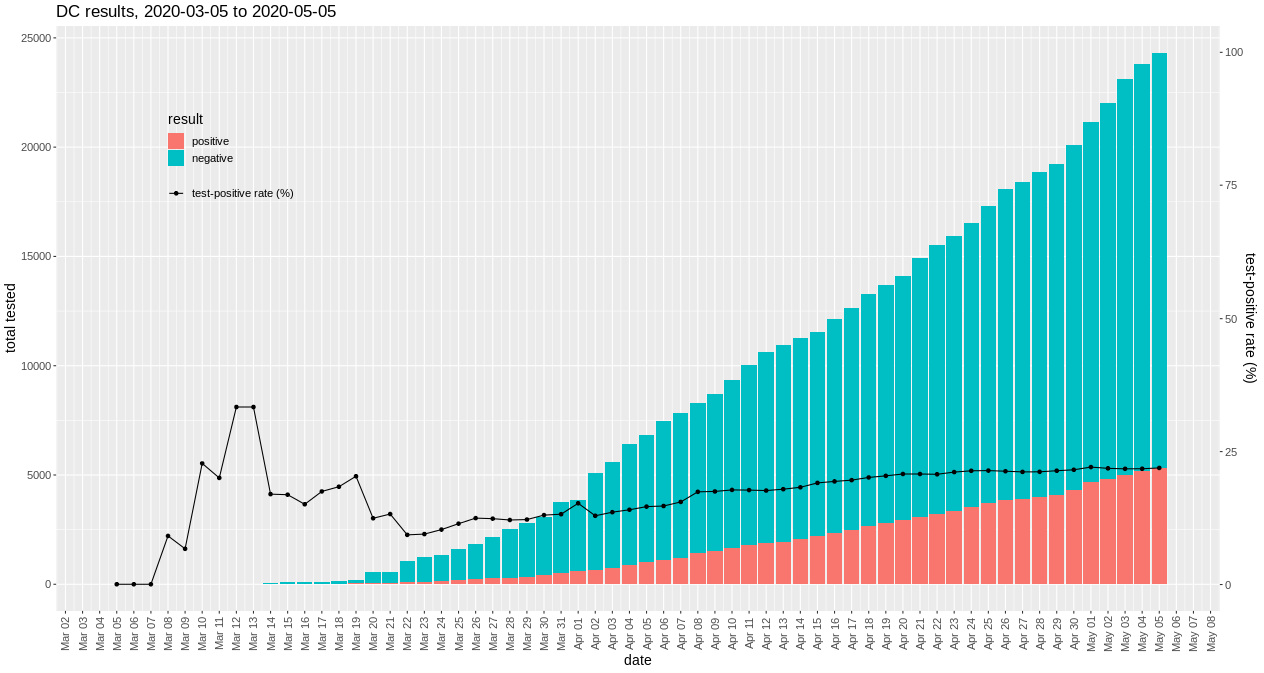 DC results, 2020-03-05 to 2020-05-05
25000
20000
15000
10000
5000
0
total tested
result
positive
negative
test-positive rate (%)
100
75
50
25
0
test-positive rate (%)
Mar 02
Mar 03
Mar 04
Mar 05
Mar 06
Mar 07
Mar 08
Mar 09
Mar 10
Mar 11
Mar 12
Mar 13
Mar 14
Mar 15
Mar 16
Mar 17
Mar 18
Mar 19
Mar 20
Mar 21
Mar 22
Mar 23
Mar 24
Mar 25
Mar 26
Mar 27
Mar 28
Mar 29
Mar 30
Mar 31
Apr 01
Apr 02
Apr 03
Apr 04
Apr 05
Apr 06
Apr 07
Apr 08
Apr 09
Apr 10
Apr 11
Apr 12
Apr 13
Apr 14
Apr 15
Apr 16
Apr 17
Apr 18
Apr 19
Apr 20
Apr 21
Apr 22
Apr 23
Apr 24
Apr 25
Apr 26
Apr 27
Apr 28
Apr 29
Apr 30
May 01
May 02
May 03
May 04
May 05
May 06
May 07
May 08
date